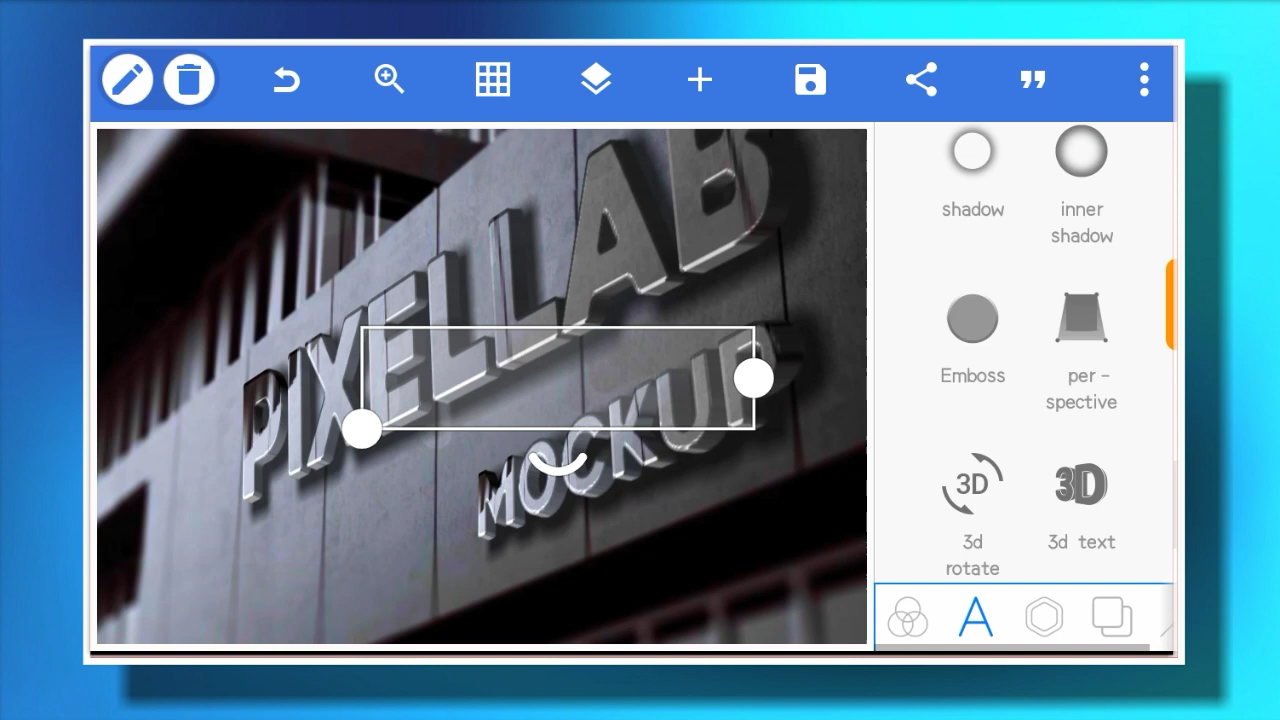 shadow
inner
shadow
Emboss
per -
spective
3D
3D
3d
rotate
3d text
A
PIXELLAB
MOCKUP